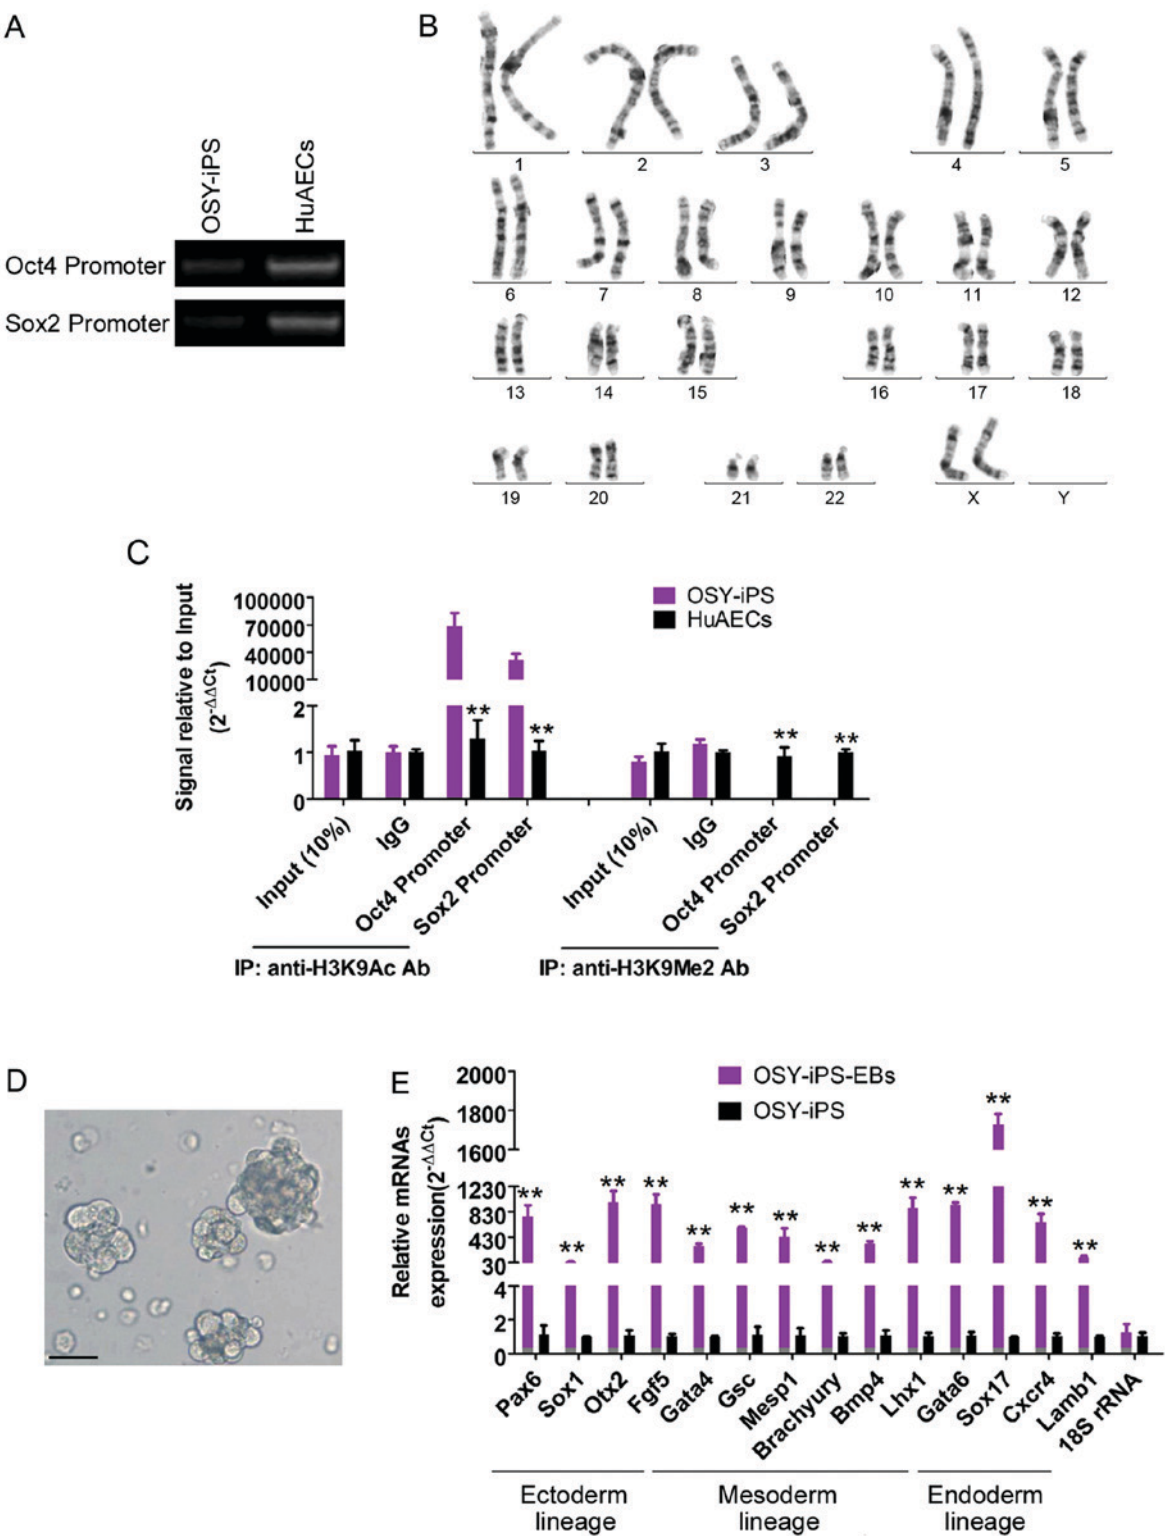 A
OSY-iPS
HuAECs
Oct4 Promoter
Sox2 Promoter
B
1
2
3
4
5
6
7
8
9
10
11
12
13
14
15
16
17
18
19
20
21
22
X
Y
C
Signal relative to Input
(2-ΔΔCt)
100000
70000
40000
10000
2
1
0
OSY-iPS
HuAECs
**
**
**
**
Input (10%)
IgG
Oct4 Promoter
Sox2 Promoter
Input (10%)
IgG
Oct4 Promoter
Sox2 Promoter
IP: anti-H3K9Ac Ab
IP: anti-H3K9Me2 Ab
D
E
Relative mRNAs
expression(2-ΔΔCt)
2000
1800
1600
1230
830
430
30
4
2
0
OSY-iPS-EBs
OSY-iPS
**
**
**
**
**
**
**
**
**
**
**
**
**
**
Pax6
Sox1
Otx2
Fgf5
Gata4
Gsc
Mesp1
Brachyury
Bmp4
Lhx1
Gata6
Sox17
Cxcr4
Lamb1
18S rRNA
Ectoderm
lineage
Mesoderm
lineage
Endoderm
lineage